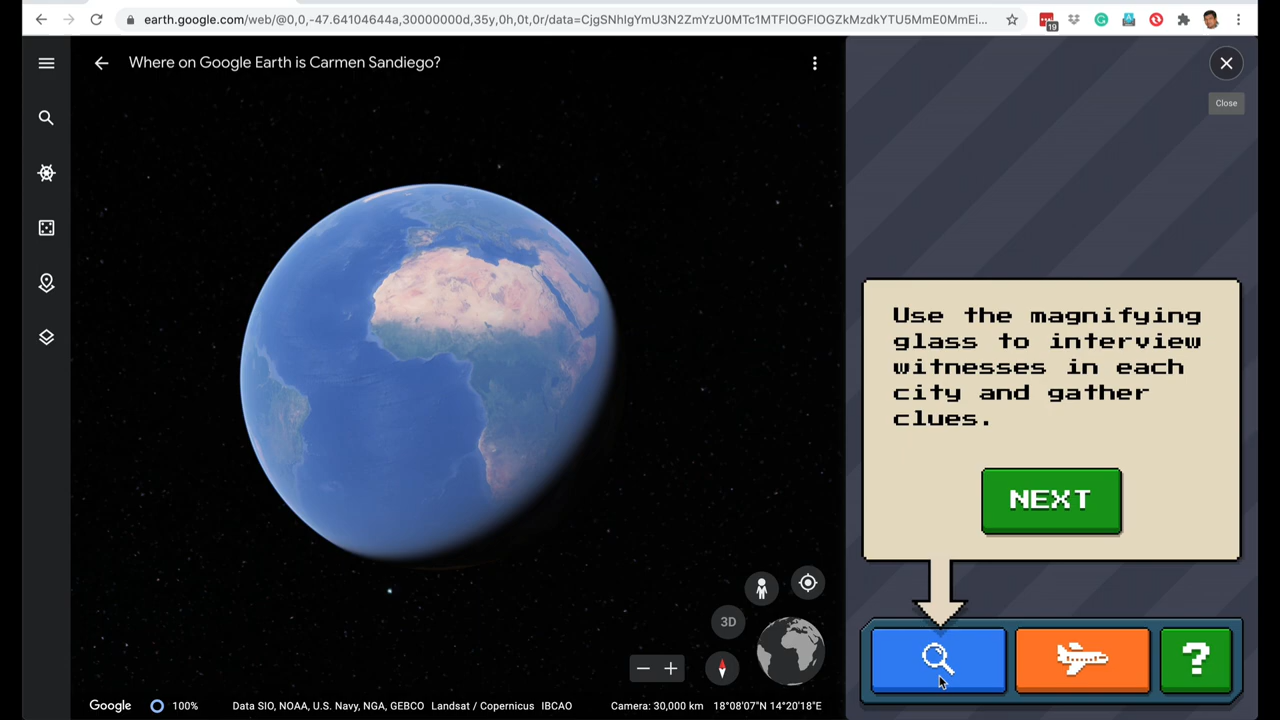 earth.google.com/web/@0,0,-47.64104644a,30000000d,35y,0h,0t,0r/data=CjgSNhIgYmU3N2ZmYzU0MTc1MTFlOGFlOGZkMzdkYTU5MmE0MmEi...
19
Where on Google Earth is Carmen Sandiego?
Close
Use the magnifying
glass to interview
witnesses in each
city and gather
clues.
NEXT
3D
?
Google
100%
Data SIO, NOAA, U.S. Navy, NGA, GEBCO Landsat / Copernicus IBCAO
Camera: 30,000 km
18°08'07"N 14°20'18"E